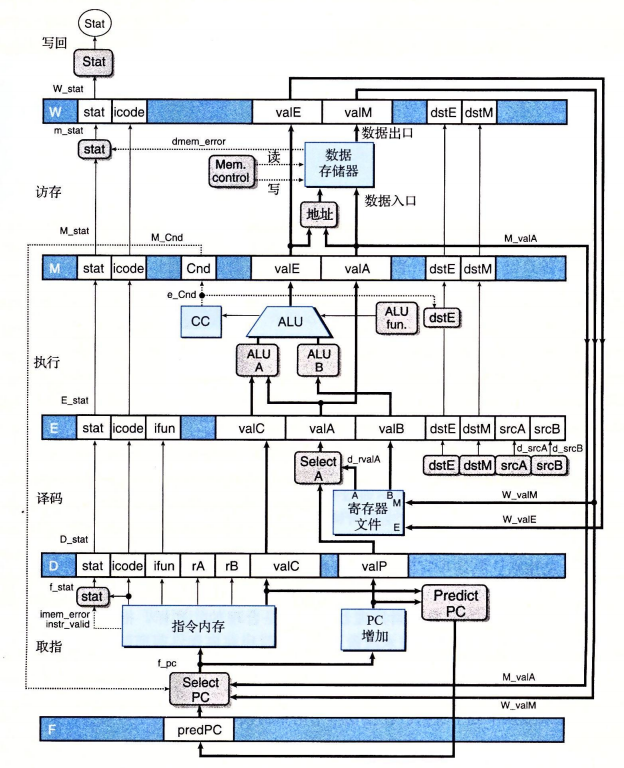 Stat
写回
Stat
W_stat
W stat icode valE valM dstE dstM
m_stat
数据出口
stat
dmem_error
读
Mem.
control
数据
存储器
写
访存
地址
数据入口
M_stat
M_Cnd
M_valA
M stat icode Cnd valE valA dstE dstM
e_Cnd
CC
ALU
ALU
fun.
dstE
执行
ALU
A
ALU
B
E_stat
E stat icode ifun valC valA valB dstE dstM srcA srcB
d_srcA d_srcB
Select
A
d_rvalA
dstE dstM srcA srcB
译码
A B
M
寄存器
文件
E
W_valM
W_valE
D_stat
D stat icode ifun rA rB valC valP
f_stat
stat
imem_error
instr_valid
指令内存
PC
增加
Predict
PC
取指
f_pc
Select
PC
M_valA
W_valM
F predPC